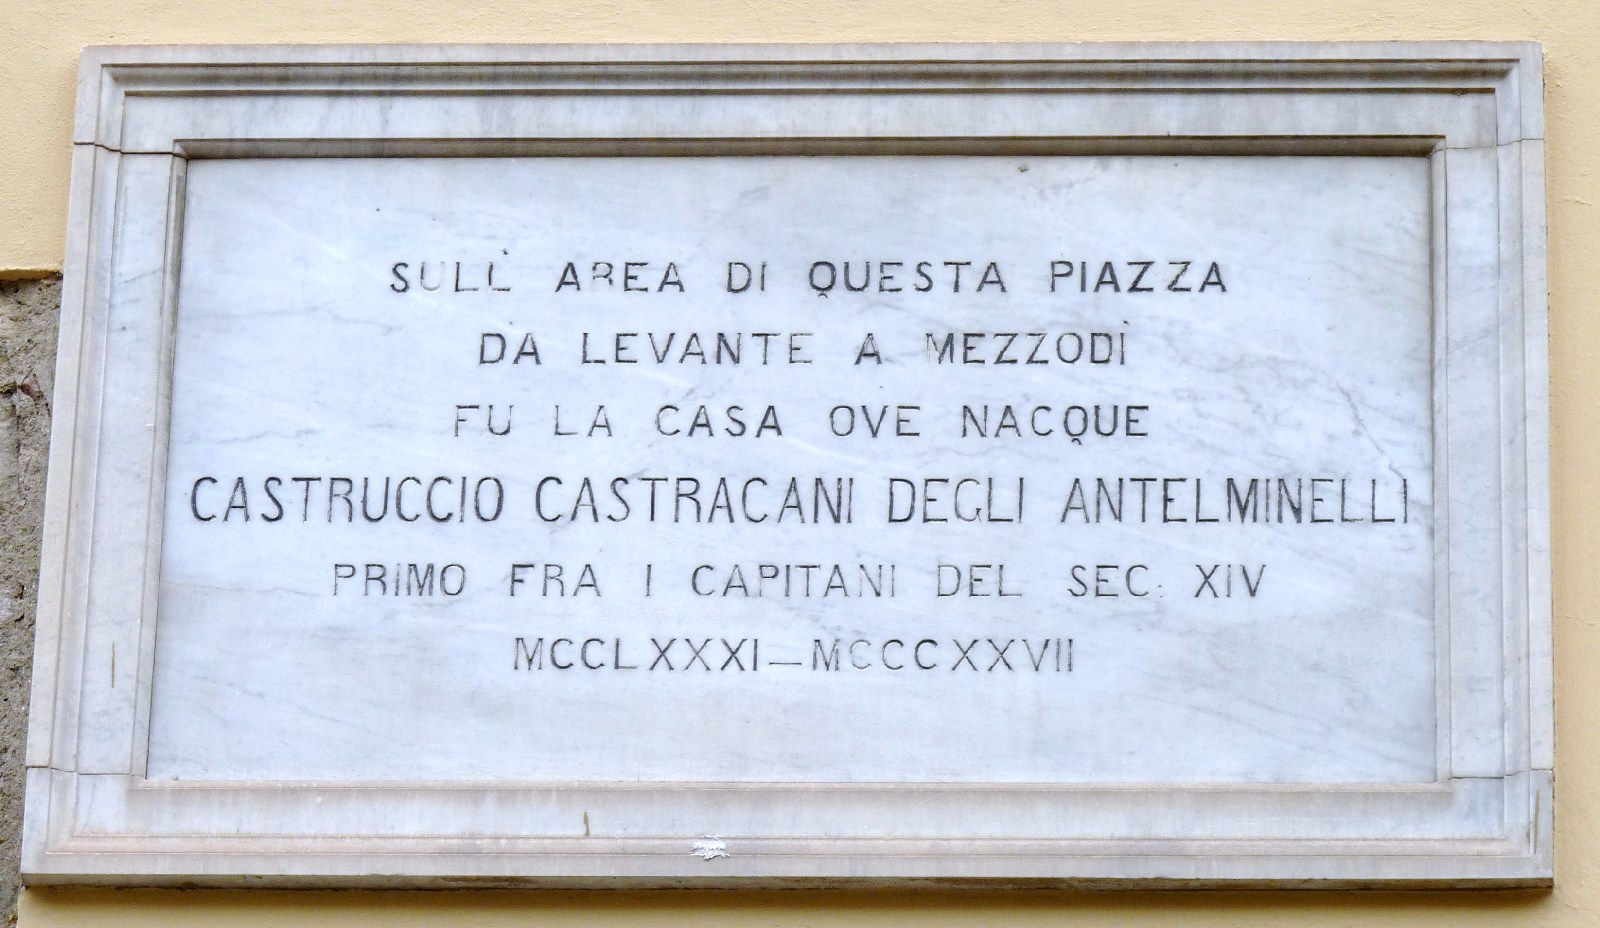 SULL' AREA DI QUESTA PIAZZA
DA LEVANTE A MEZZODÌ
FU LA CASA OVE NACQUE
CASTRUCCIO CASTRACANI DEGLI ANTELMINELLI
PRIMO FRA I CAPITANI DEL SEC: XIV
MCCLXXXI–MCCCXXVII